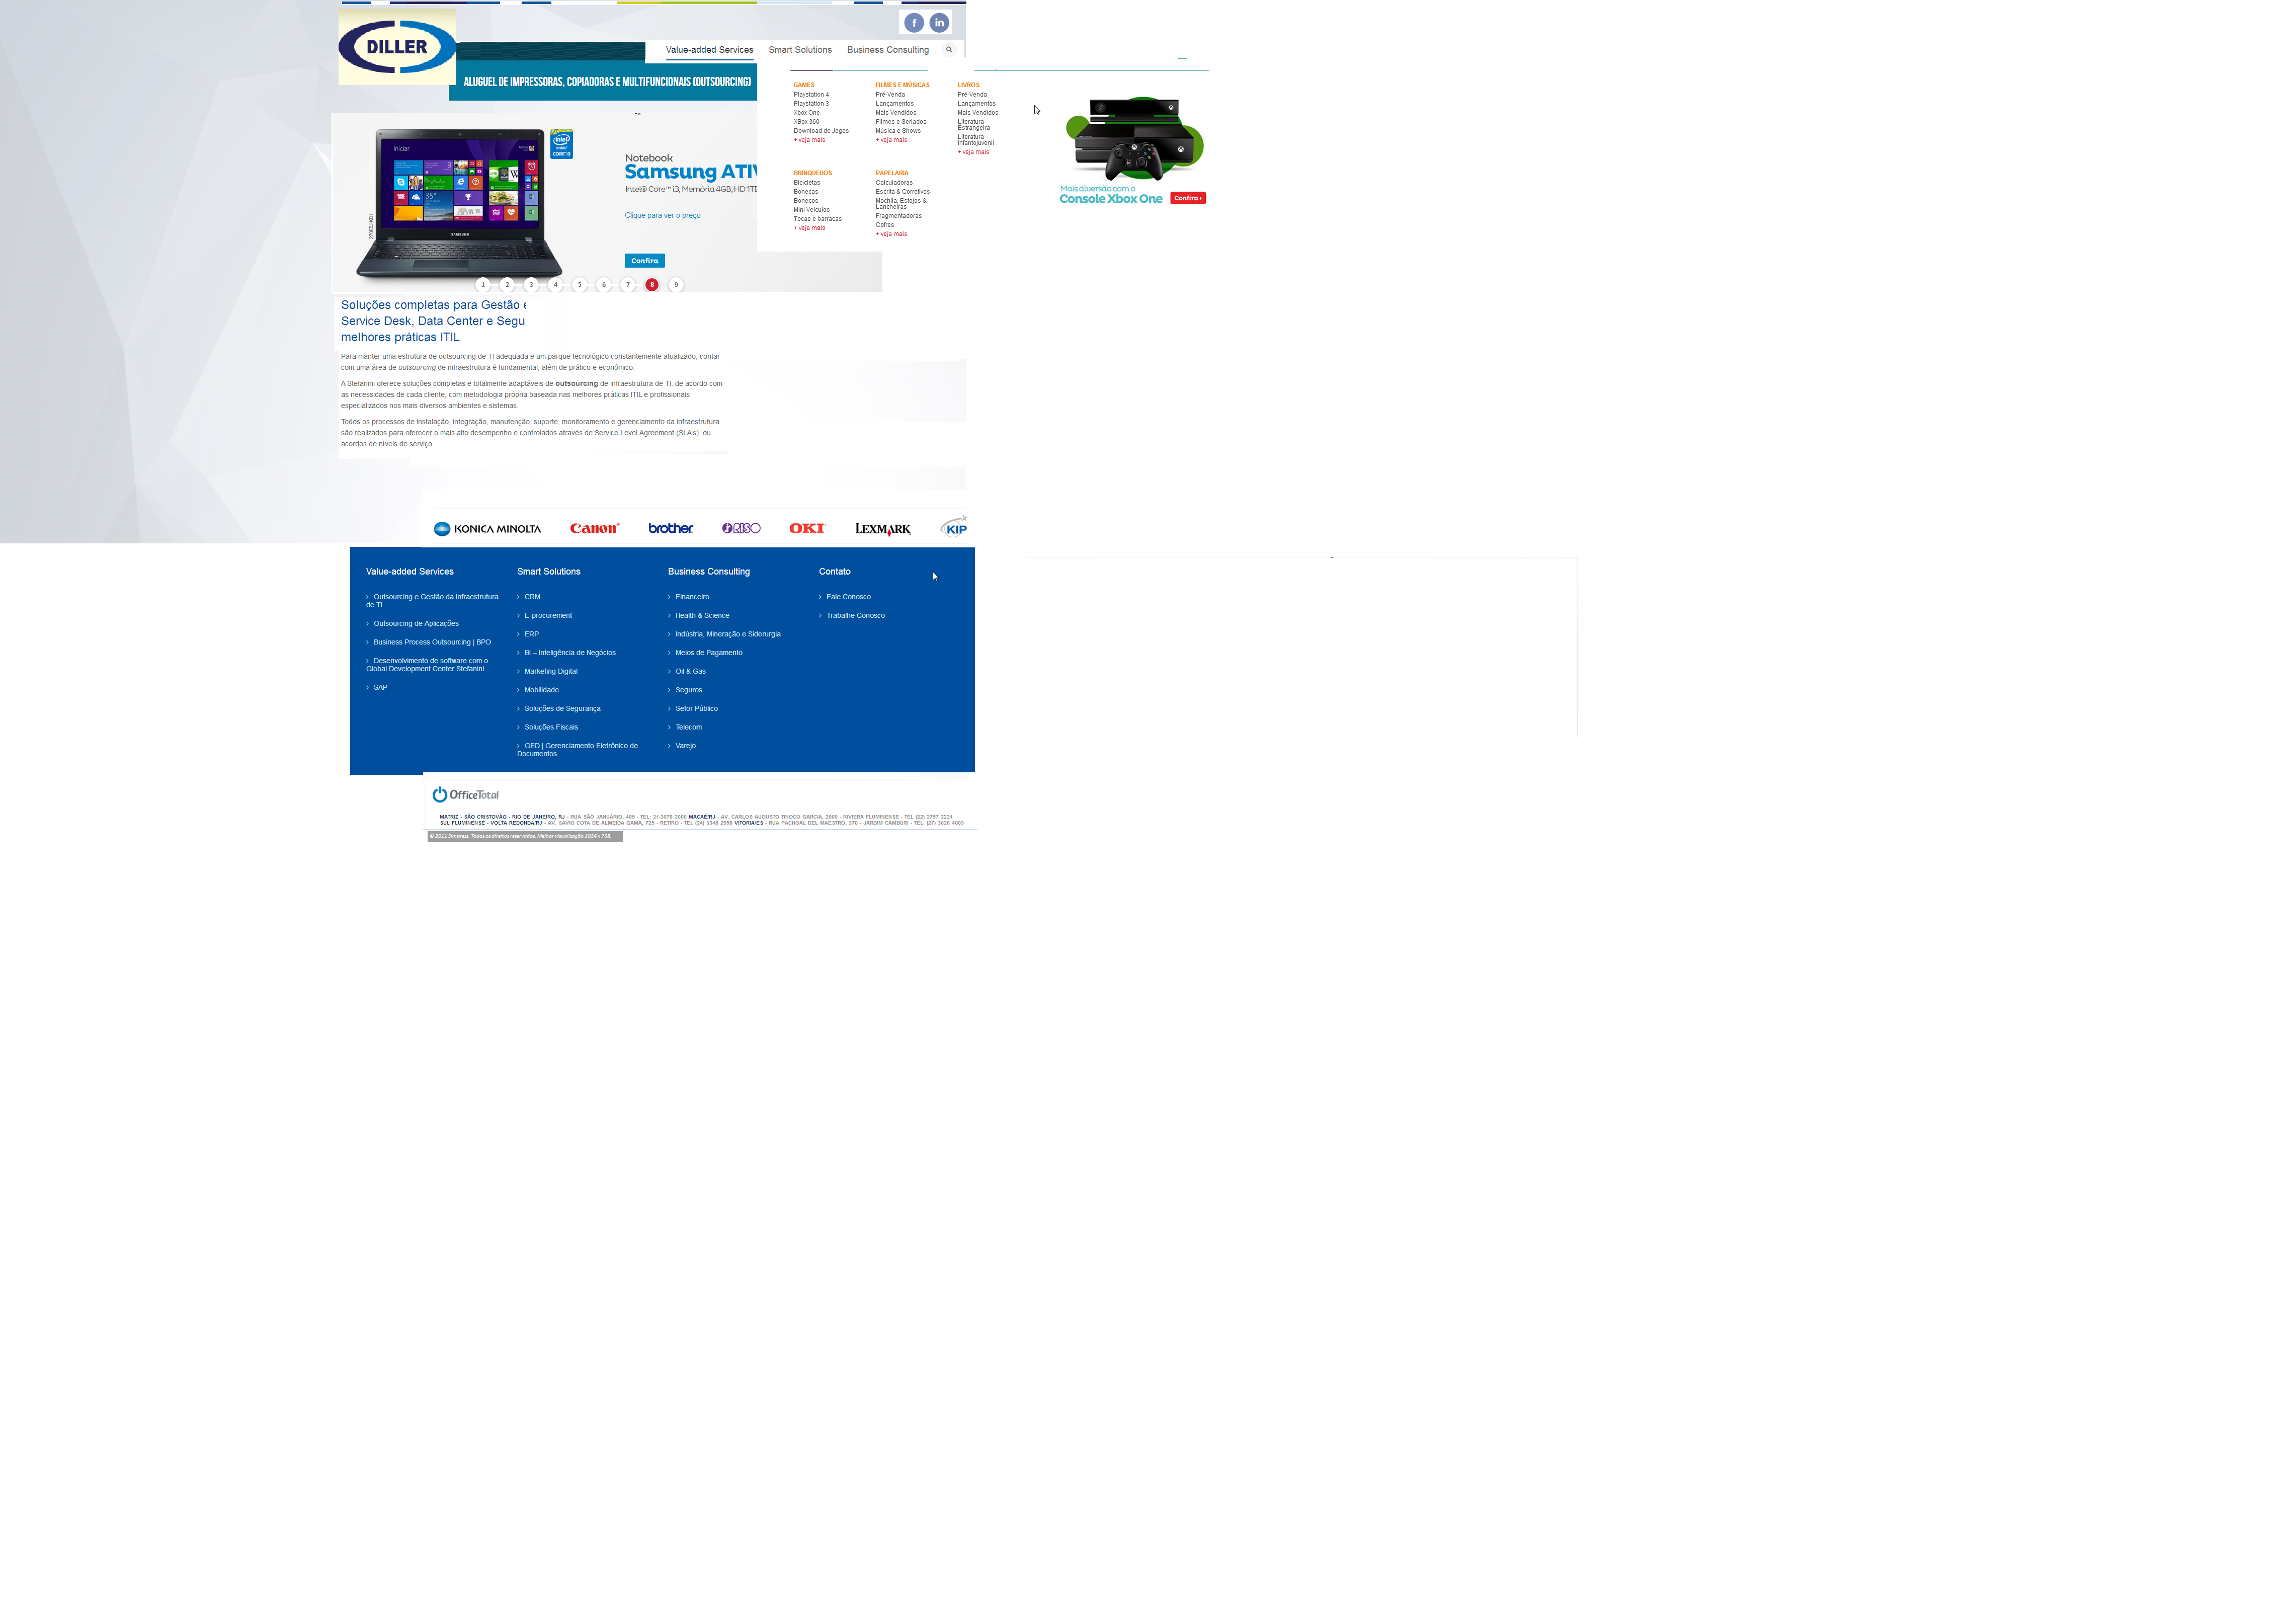 DILLER
f in
Value-added Services Smart Solutions Business Consulting
ALUGUEL DE IMPRESSORAS, COPIADORAS E MULTIFUNCIONAIS (OUTSOURCING)
GAMES
Playstation 4
Playstation 3
Xbox One
XBox 360
Download de Jogos
+ veja mais
FILMES E MÚSICAS
Pré-Venda
Lançamentos
Mais Vendidos
Filmes e Seriados
Música e Shows
+ veja mais
LIVROS
Pré-Venda
Lançamentos
Mais Vendidos
Literatura
Estrangeira
Literatura
Infantojuvenil
+ veja mais
BRINQUEDOS
Bicicletas
Bonecas
Bonecos
Mini Veículos
Tocas e barracas
+ veja mais
PAPELARIA
Calculadoras
Escrita & Corretivos
Mochila, Estojos &
Lancheiras
Fragmentadoras
Cofres
+ veja mais
Mais diversão com o
Console Xbox One
Confira
Iniciar
35°
SAMSUNG
intel
CORE i3
Notebook
Samsung ATIV
Intel® Core™ i3, Memória 4GB, HD 1TB
Clique para ver o preço
Confira
1 2 3 4 5 6 7 8 9
Soluções completas para Gestão e
Service Desk, Data Center e Segu
melhores práticas ITIL
Para manter uma estrutura de outsourcing de TI adequada e um parque tecnológico constantemente atualizado, contar
com uma área de outsourcing de infraestrutura é fundamental, além de prático e econômico.
A Stefanini oferece soluções completas e totalmente adaptáveis de outsourcing de infraestrutura de TI, de acordo com
as necessidades de cada cliente, com metodologia própria baseada nas melhores práticas ITIL e profissionais
especializados nos mais diversos ambientes e sistemas.
Todos os processos de instalação, integração, manutenção, suporte, monitoramento e gerenciamento da infraestrutura
são realizados para oferecer o mais alto desempenho e controlados através de Service Level Agreement (SLA's), ou
acordos de níveis de serviço.
KONICA MINOLTA Canon brother RISO OKI LEXMARK KIP
Value-added Services
> Outsourcing e Gestão da Infraestrutura
de TI
> Outsourcing de Aplicações
> Business Process Outsourcing | BPO
> Desenvolvimento de software com o
Global Development Center Stefanini
> SAP
Smart Solutions
> CRM
> E-procurement
> ERP
> BI – Inteligência de Negócios
> Marketing Digital
> Mobilidade
> Soluções de Segurança
> Soluções Fiscais
> GED | Gerenciamento Eletrônico de
Documentos
Business Consulting
> Financeiro
> Health & Science
> Indústria, Mineração e Siderurgia
> Meios de Pagamento
> Oil & Gas
> Seguros
> Setor Público
> Telecom
> Varejo
Contato
> Fale Conosco
> Trabalhe Conosco
OfficeTotal
MATRIZ - SÃO CRISTOVÃO - RIO DE JANEIRO, RJ - RUA SÃO JANUÁRIO, 485 - TEL: 21-3078 2000 MACAÉ/RJ - AV. CARLOS AUGUSTO TINOCO GARCIA, 2069 - RIVIERA FLUMINENSE - TEL (22) 2757 2221
SUL FLUMINENSE - VOLTA REDONDA/RJ - AV. SÁVIO COTA DE ALMEIDA GAMA, 725 - RETIRO - TEL (24) 3348 2958 VITÓRIA/ES - RUA PACHOAL DEL MAESTRO, 370 - JARDIM CAMBURI - TEL: (27) 3026 4003
© 2011 Simpress. Todos os direitos reservados. Melhor visualização 1024 x 768.